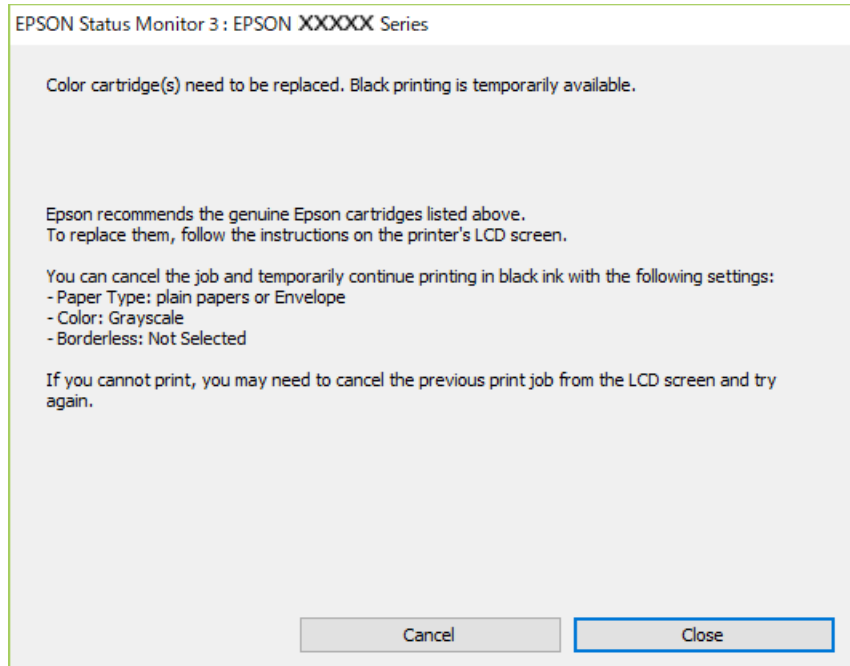 EPSON Status Monitor 3 : EPSON XXXXX Series
Color cartridge(s) need to be replaced. Black printing is temporarily available.
Epson recommends the genuine Epson cartridges listed above.
To replace them, follow the instructions on the printer's LCD screen.
You can cancel the job and temporarily continue printing in black ink with the following settings:
- Paper Type: plain papers or Envelope
- Color: Grayscale
- Borderless: Not Selected
If you cannot print, you may need to cancel the previous print job from the LCD screen and try
again.
Cancel
Close